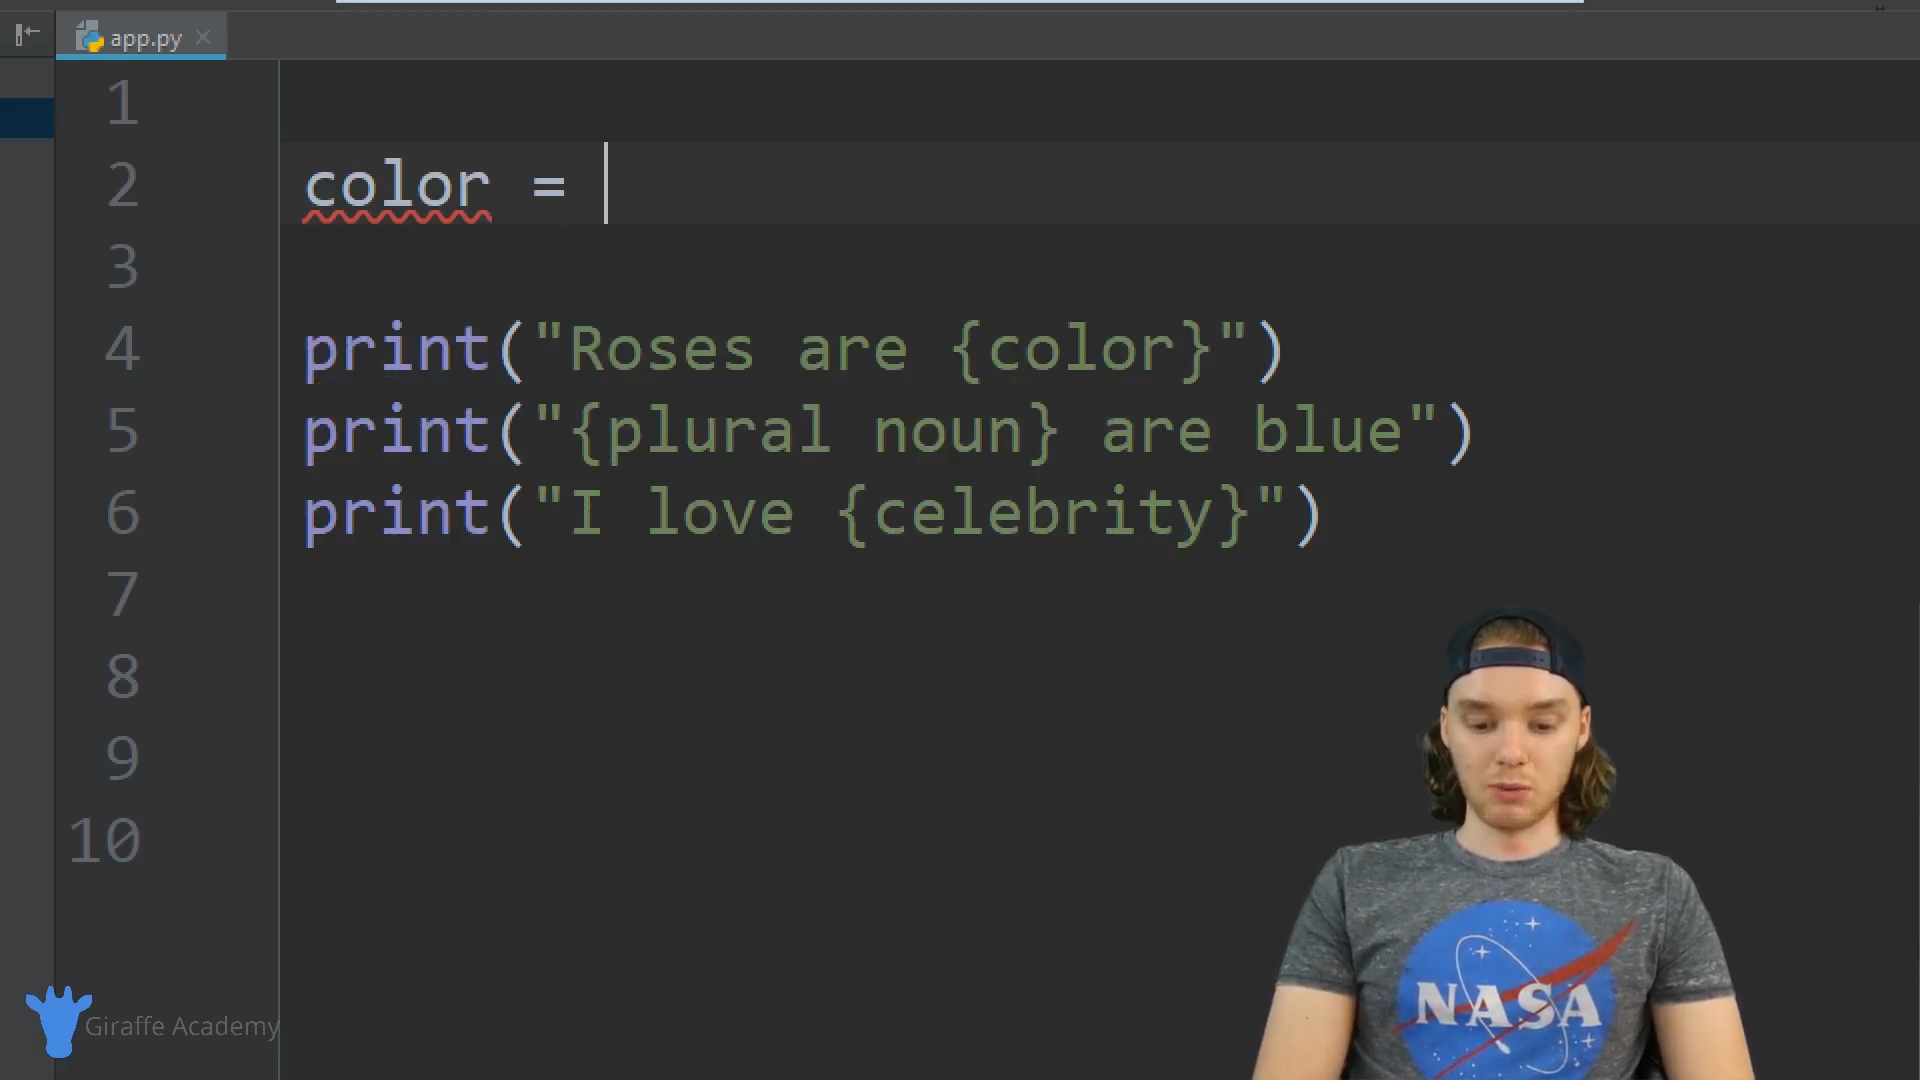 app.py
1
2 color =
3
4 print("Roses are {color}")
5 print("{plural noun} are blue")
6 print("I love {celebrity}")
7
8
9
10
NASA
Giraffe Academy